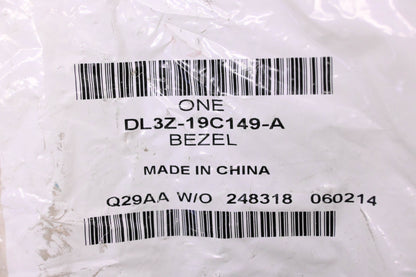 ONE
DL3Z-19C149-A
BEZEL
MADE IN CHINA
Q29AA W/O 248318 060214